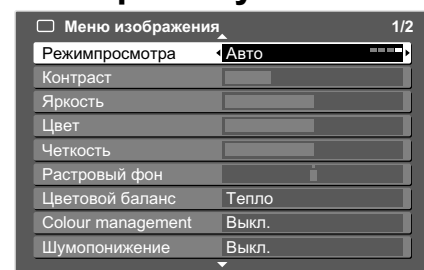 Меню изображения 1/2
Режимпросмотра Авто
Контраст
Яркость
Цвет
Четкость
Растровый фон
Цветовой баланс Тепло
Colour management Выкл.
Шумопонижение Выкл.